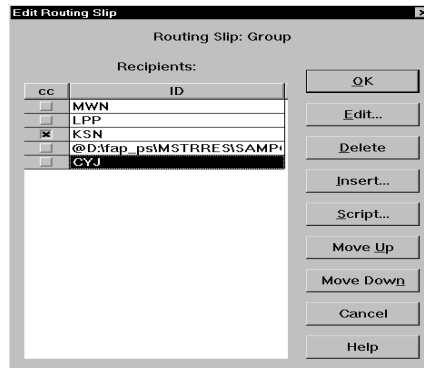 Edit Routing Slip
Routing Slip: Group
Recipients:
cc ID
MWN
LPP
KSN
@D:\fap_ps\MSTRRES\SAMP(
CYJ
OK
Edit...
Delete
Insert...
Script...
Move Up
Move Down
Cancel
Help